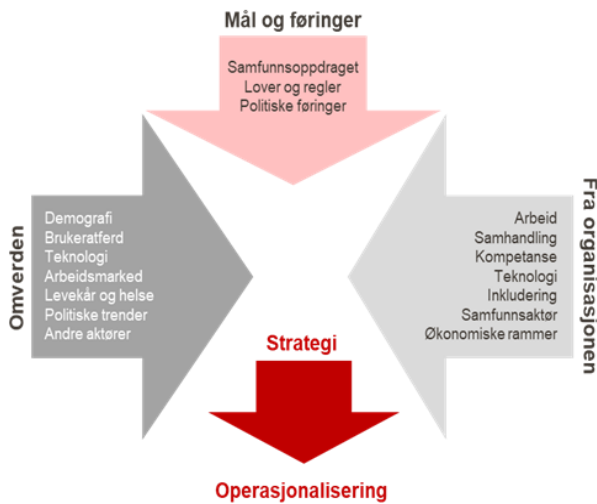 Mål og føringer
Samfunnsoppdraget
Lover og regler
Politiske føringer
Omverden
Demografi
Brukeratferd
Teknologi
Arbeidsmarked
Levekår og helse
Politiske trender
Andre aktører
Arbeid
Samhandling
Kompetanse
Teknologi
Inkludering
Samfunnsaktør
Økonomiske rammer
Fra organisasjonen
Strategi
Operasjonalisering